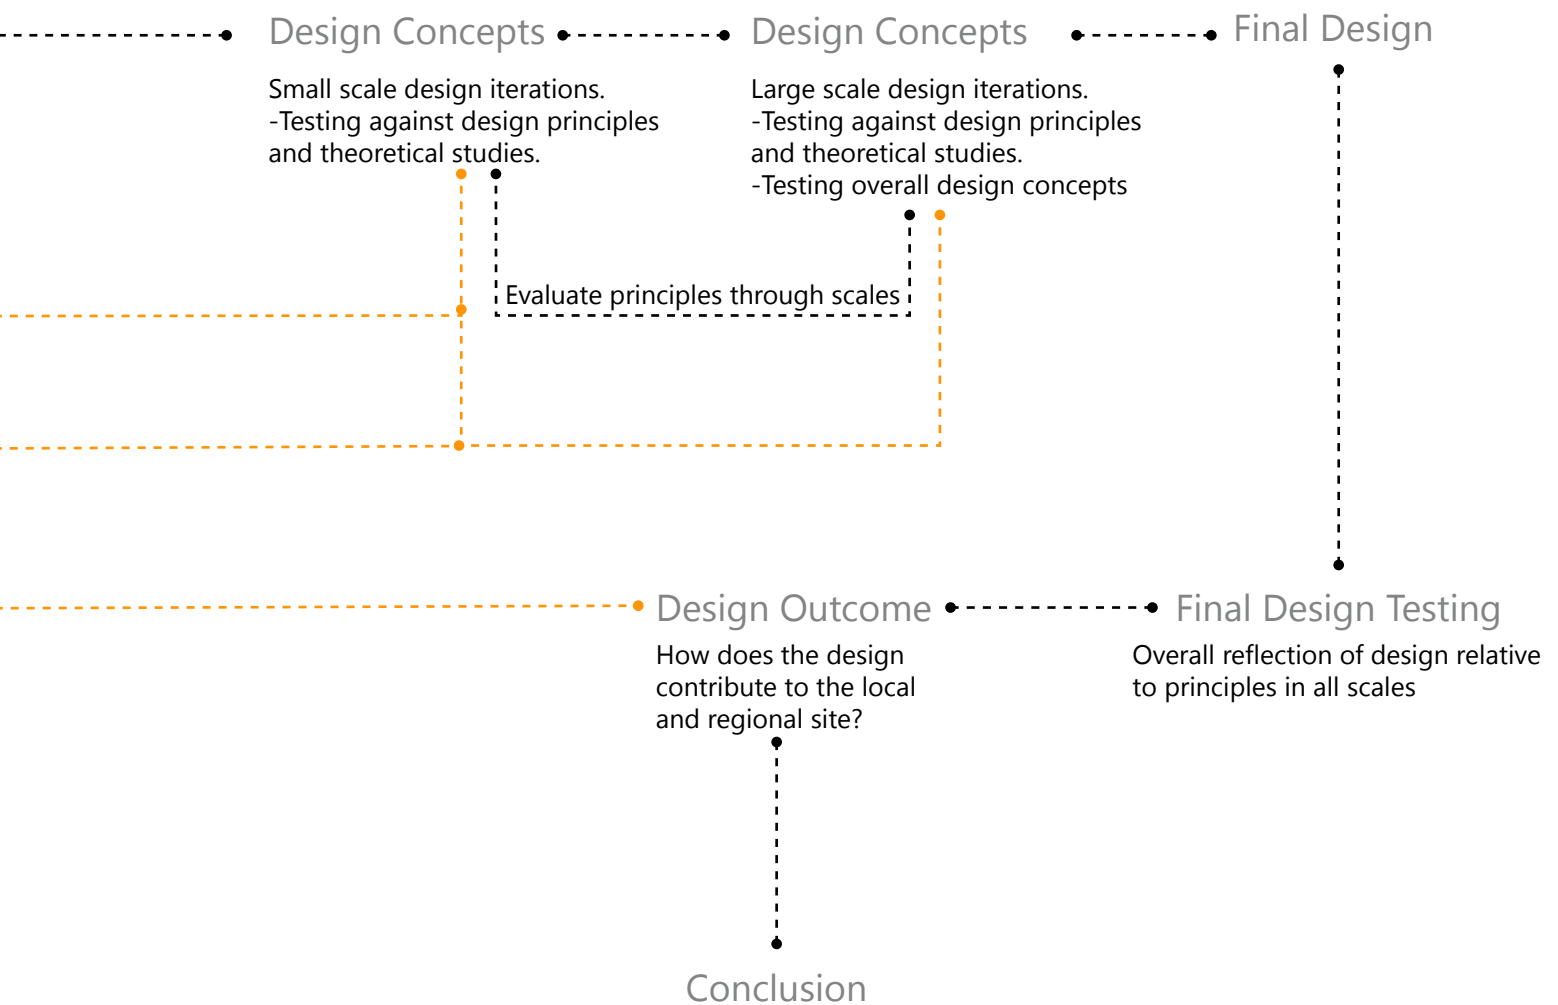 Design Concepts
Small scale design iterations.
-Testing against design principles
and theoretical studies.
Design Concepts
Large scale design iterations.
-Testing against design principles
and theoretical studies.
-Testing overall design concepts
Final Design
Evaluate principles through scales
Design Outcome
How does the design
contribute to the local
and regional site?
Final Design Testing
Overall reflection of design relative
to principles in all scales
Conclusion